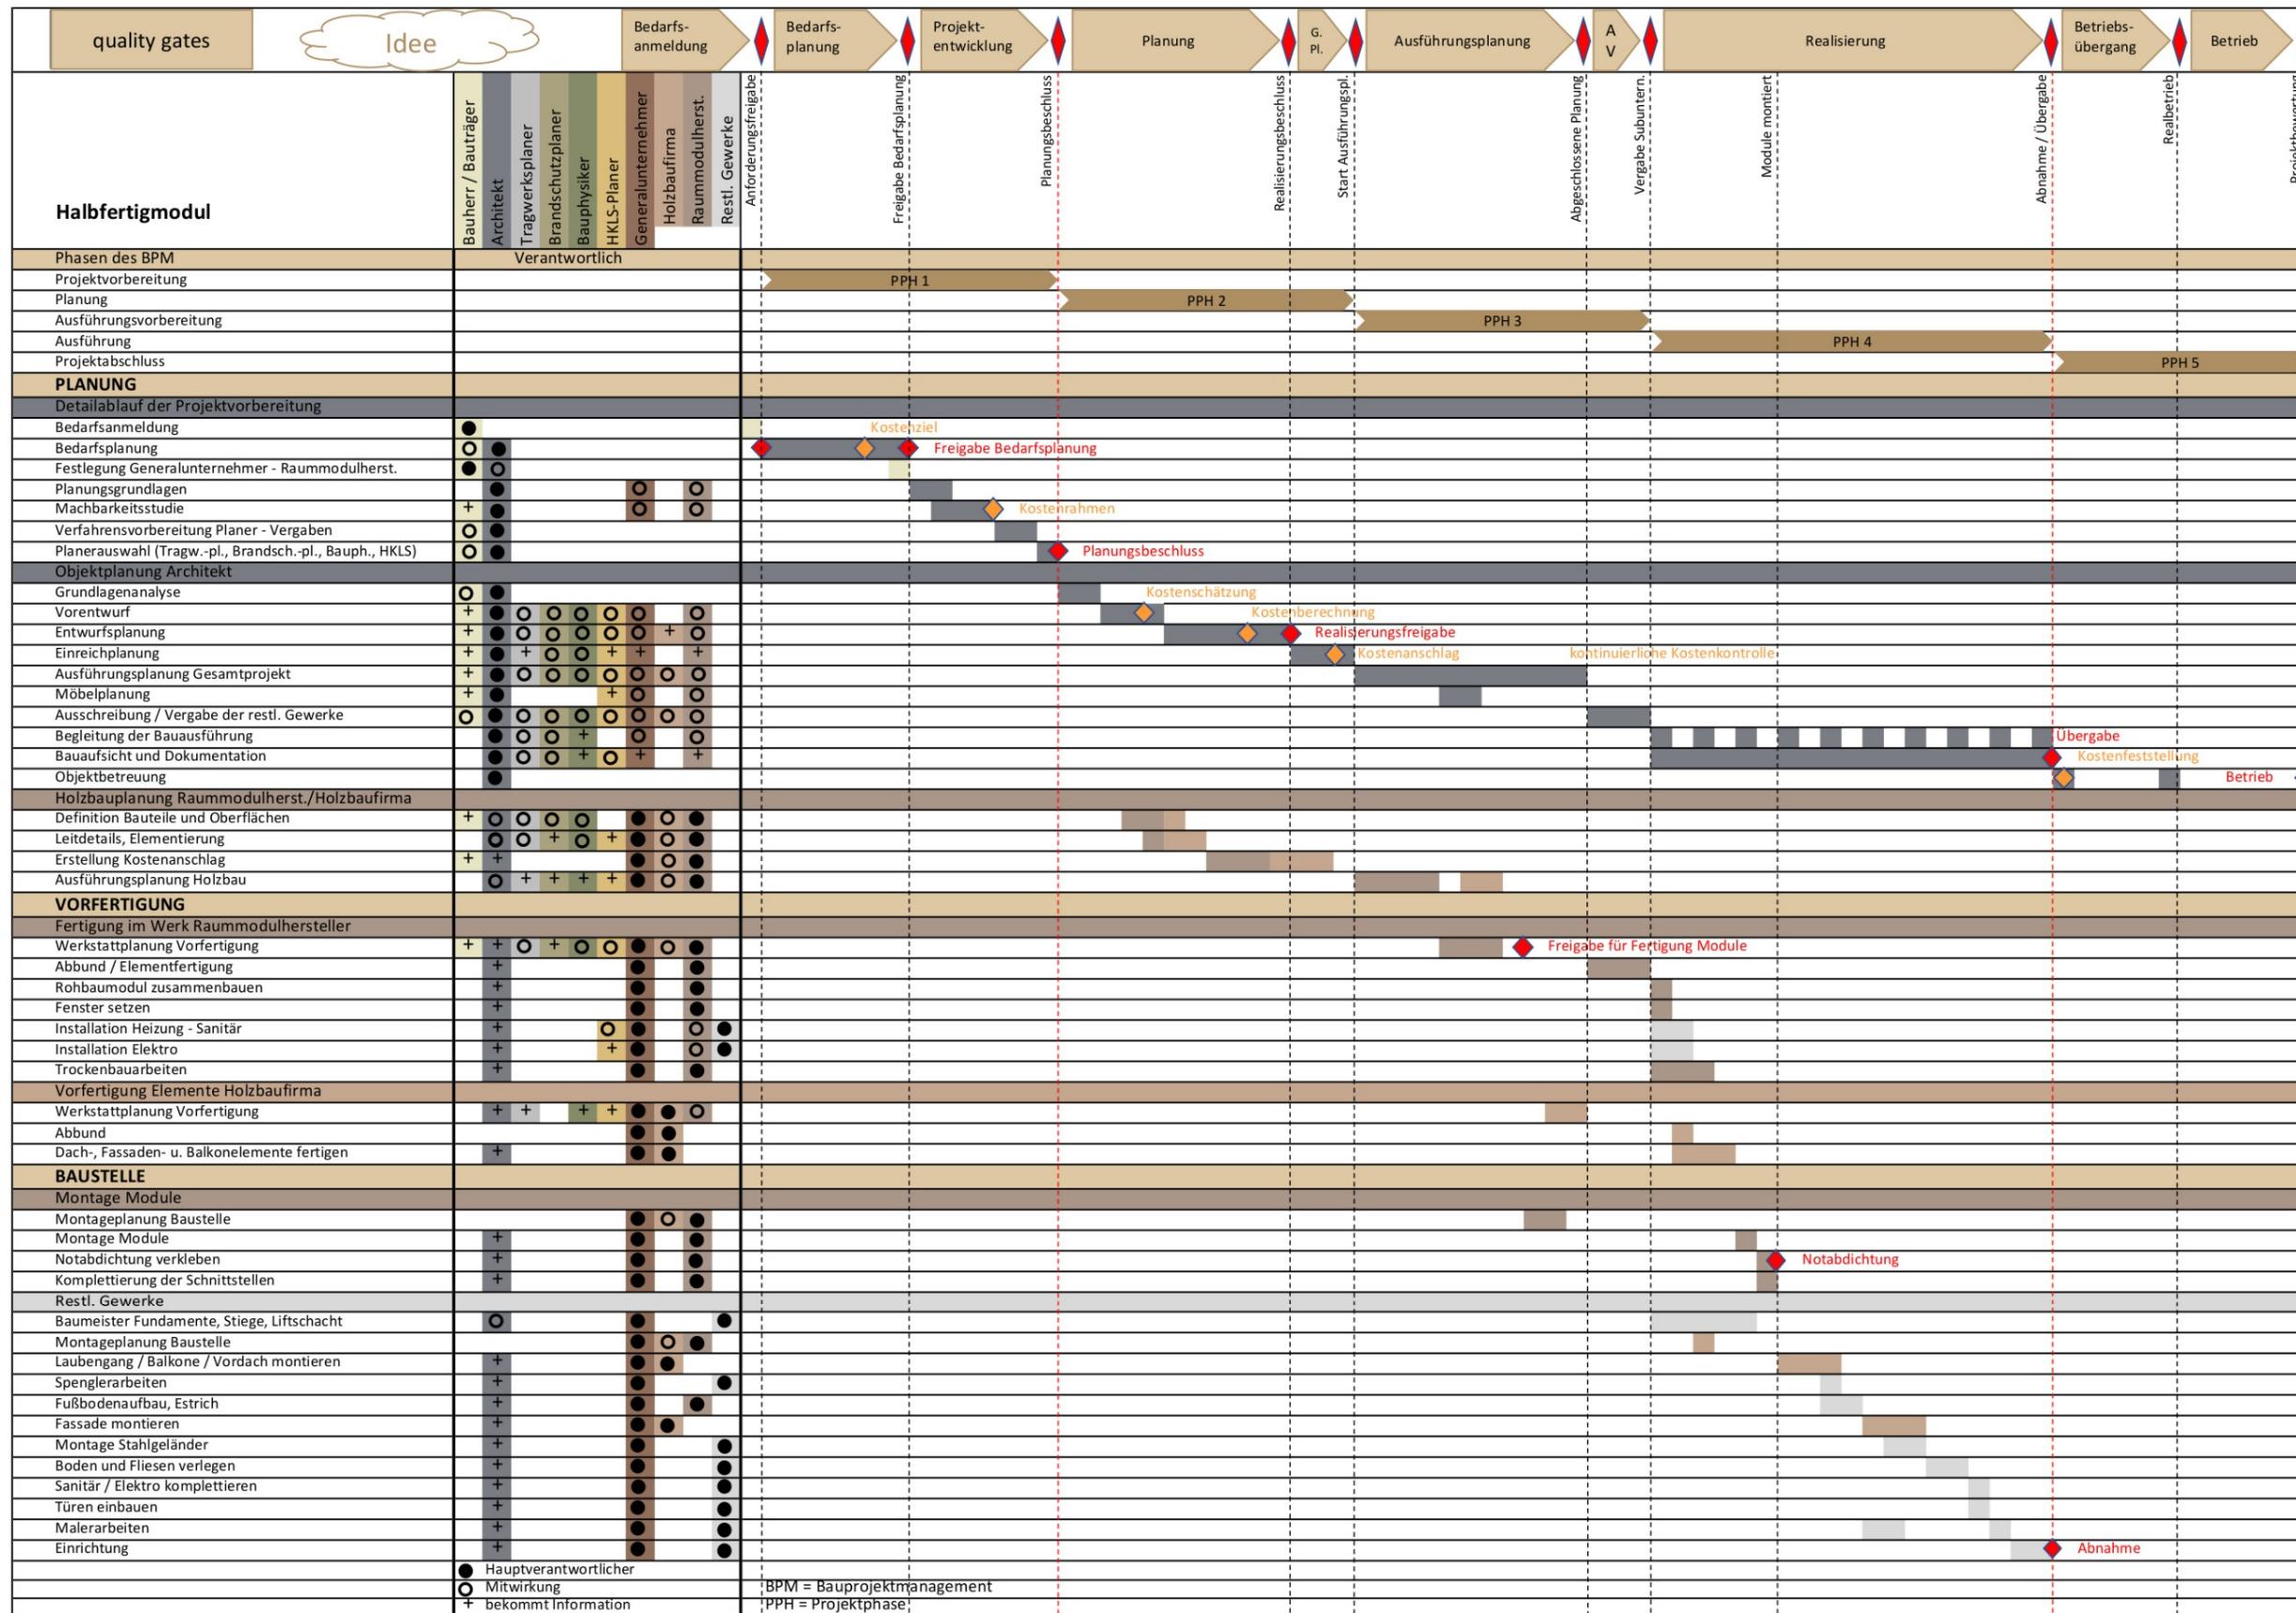 quality gates
Idee
Bedarfs-
anmeldung
Bedarfs-
planung
Projekt-
entwicklung
Planung
G.
Pl.
Ausführungsplanung
A
V
Realisierung
Betriebs-
übergang
Betrieb
Halbfertigmodul
Bauherr / Bauträger
Architekt
Tragwerksplaner
Brandschutzplaner
Bauphysiker
HKLS-Planer
Generalunternehmer
Holzbaufirma
Raummodulherst.
Restl. Gewerke
Anforderungsfreigabe
Freigabe Bedarfsplanung
Planungsbeschluss
Realisierungsbeschluss
Start Ausführungspl.
Abgeschlossene Planung
Vergabe Subuntern.
Module montiert
Abnahme / Übergabe
Realbetrieb
Phasen des BPM Verantwortlich
Projektvorbereitung PPH 1
Planung PPH 2
Ausführungsvorbereitung PPH 3
Ausführung PPH 4
Projektabschluss PPH 5
PLANUNG
Detailablauf der Projektvorbereitung
Bedarfsanmeldung Kostenziel
Bedarfsplanung Freigabe Bedarfsplanung
Festlegung Generalunternehmer - Raummodulherst.
Planungsgrundlagen
Machbarkeitsstudie + Kostenrahmen
Verfahrensvorbereitung Planer - Vergaben
Planerauswahl (Tragw.-pl., Brandsch.-pl., Bauph., HKLS) Planungsbeschluss
Objektplanung Architekt
Grundlagenanalyse Kostenschätzung
Vorentwurf + Kostenberechnung
Entwurfsplanung + + Realisierungsfreigabe
Einreichplanung + + + + + Kostenanschlag kontinuierliche Kostenkontrolle
Ausführungsplanung Gesamtprojekt +
Möbelplanung + +
Ausschreibung / Vergabe der restl. Gewerke
Begleitung der Bauausführung + Übergabe
Bauaufsicht und Dokumentation + + + Kostenfeststellung
Objektbetreuung Betrieb
Holzbauplanung Raummodulherst./Holzbaufirma
Definition Bauteile und Oberflächen +
Leitdetails, Elementierung + +
Erstellung Kostenanschlag + +
Ausführungsplanung Holzbau + + + +
VORFERTIGUNG
Fertigung im Werk Raummodulhersteller
Werkstattplanung Vorfertigung + + + Freigabe für Fertigung Module
Abbund / Elementfertigung +
Rohbaumodul zusammenbauen +
Fenster setzen +
Installation Heizung - Sanitär +
Installation Elektro + +
Trockenbauarbeiten +
Vorfertigung Elemente Holzbaufirma
Werkstattplanung Vorfertigung + + + +
Abbund
Dach-, Fassaden- u. Balkonelemente fertigen +
BAUSTELLE
Montage Module
Montageplanung Baustelle
Montage Module +
Notabdichtung verkleben + Notabdichtung
Komplettierung der Schnittstellen +
Restl. Gewerke
Baumeister Fundamente, Stiege, Liftschacht
Montageplanung Baustelle
Laubengang / Balkone / Vordach montieren +
Spenglerarbeiten +
Fußbodenaufbau, Estrich +
Fassade montieren +
Montage Stahlgeländer +
Boden und Fliesen verlegen +
Sanitär / Elektro komplettieren +
Türen einbauen +
Malerarbeiten +
Einrichtung + Abnahme
Hauptverantwortlicher
Mitwirkung BPM = Bauprojektmanagement
+ bekommt Information PPH = Projektphase